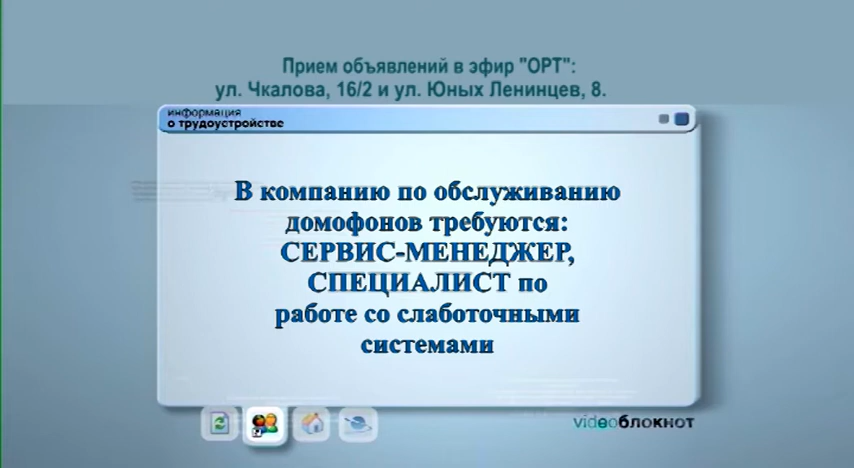 Прием объявлений в эфир "ОРТ":
ул. Чкалова, 16/2 и ул. Юных Ленинцев, 8.
информация
о трудоустройстве
В компанию по обслуживанию
домофонов требуются:
СЕРВИС-МЕНЕДЖЕР,
СПЕЦИАЛИСТ по
работе со слаботочными
системами
videoблокнот